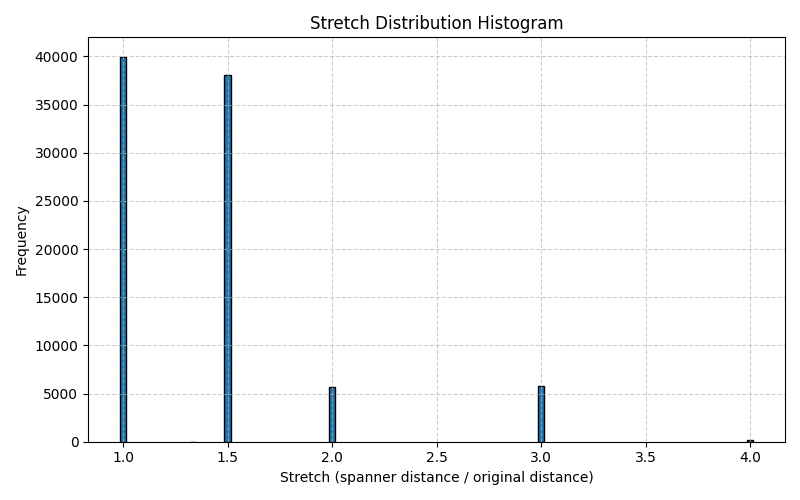 Stretch Distribution Histogram
Frequency
40000
35000
30000
25000
20000
15000
10000
5000
0
1.0 1.5 2.0 2.5 3.0 3.5 4.0
Stretch (spanner distance / original distance)